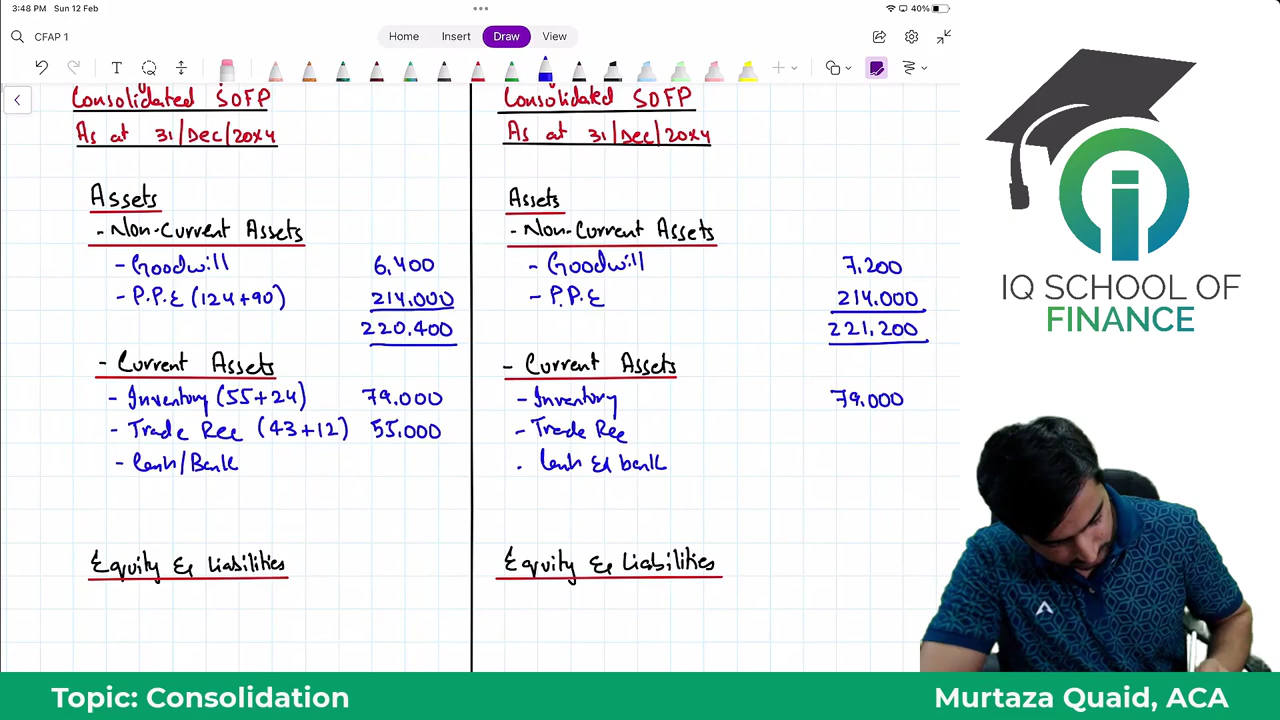 3:48 PM Sun 12 Feb
40%
CFAP 1
Home Insert Draw View
T
Consolidated SOFP
As at 31/Dec/20x4
Assets
- Non-Current Assets
- Goodwill 6,400
- P.P.E (124+90) 214,000
220,400
- Current Assets
- Inventory (55+24) 79,000
- Trade Rec (43+12) 55,000
- Cash/Bank
Equity & Liabilities
Consolidated SOFP
As at 31/Dec/20x4
Assets
- Non-Current Assets
- Goodwill 7,200
- P.P.E 214,000
221,200
- Current Assets
- Inventory 79,000
- Trade Rec
- Cash & bank
Equity & Liabilities
IQ SCHOOL OF
FINANCE
Topic: Consolidation
Murtaza Quaid, ACA